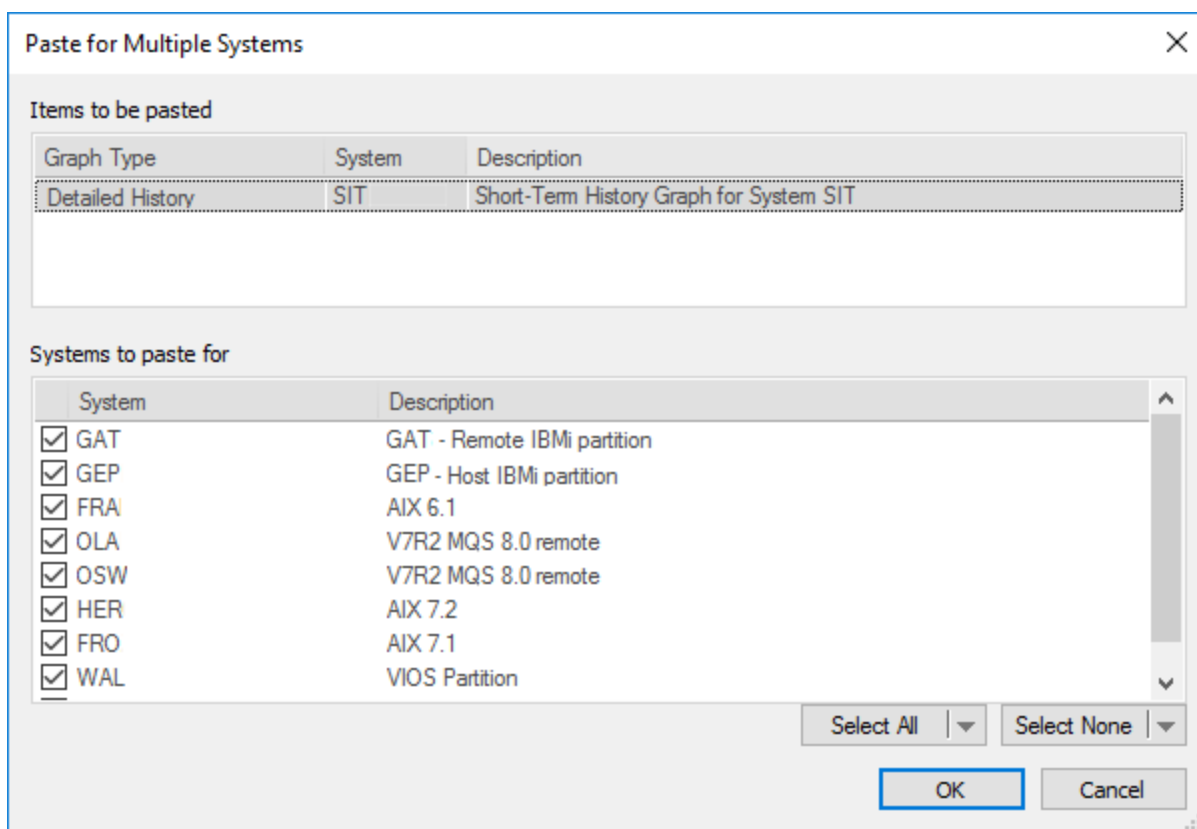 Paste for Multiple Systems
Items to be pasted
Graph Type System Description
Detailed History SIT Short-Term History Graph for System SIT
Systems to paste for
System Description
GAT GAT - Remote IBMi partition
GEP GEP - Host IBMi partition
FRA AIX 6.1
OLA V7R2 MQS 8.0 remote
OSW V7R2 MQS 8.0 remote
HER AIX 7.2
FRO AIX 7.1
WAL VIOS Partition
Select All Select None
OK Cancel